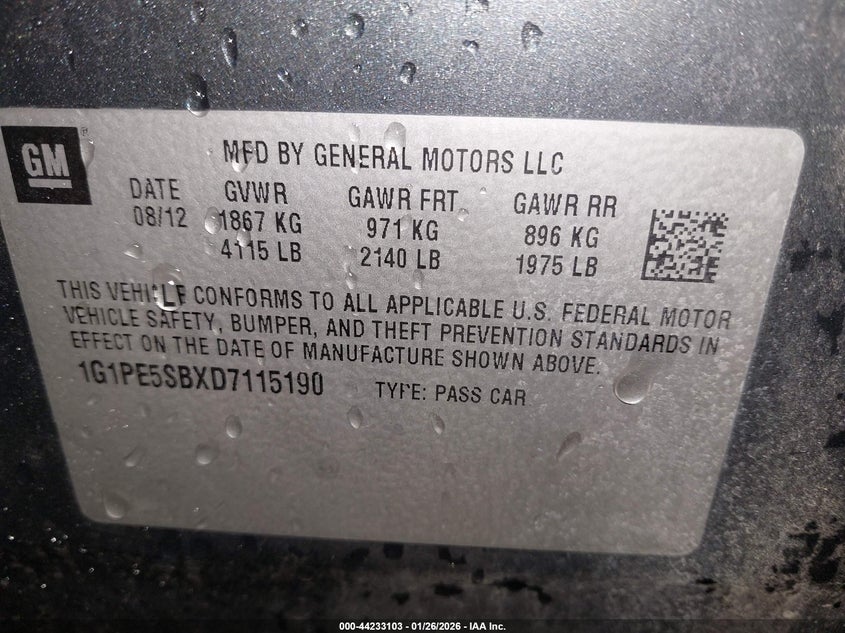 GM
MFD BY GENERAL MOTORS LLC
DATE GVWR GAWR FRT GAWR RR
08/12 1867 KG 971 KG 896 KG
4115 LB 2140 LB 1975 LB
THIS VEHICLE CONFORMS TO ALL APPLICABLE U.S. FEDERAL MOTOR
VEHICLE SAFETY, BUMPER, AND THEFT PREVENTION STANDARDS IN
EFFECT ON THE DATE OF MANUFACTURE SHOWN ABOVE.
1G1PE5SBXD7115190 TYPE: PASS CAR
000-44233103 - 01/26/2026 - IAA Inc.